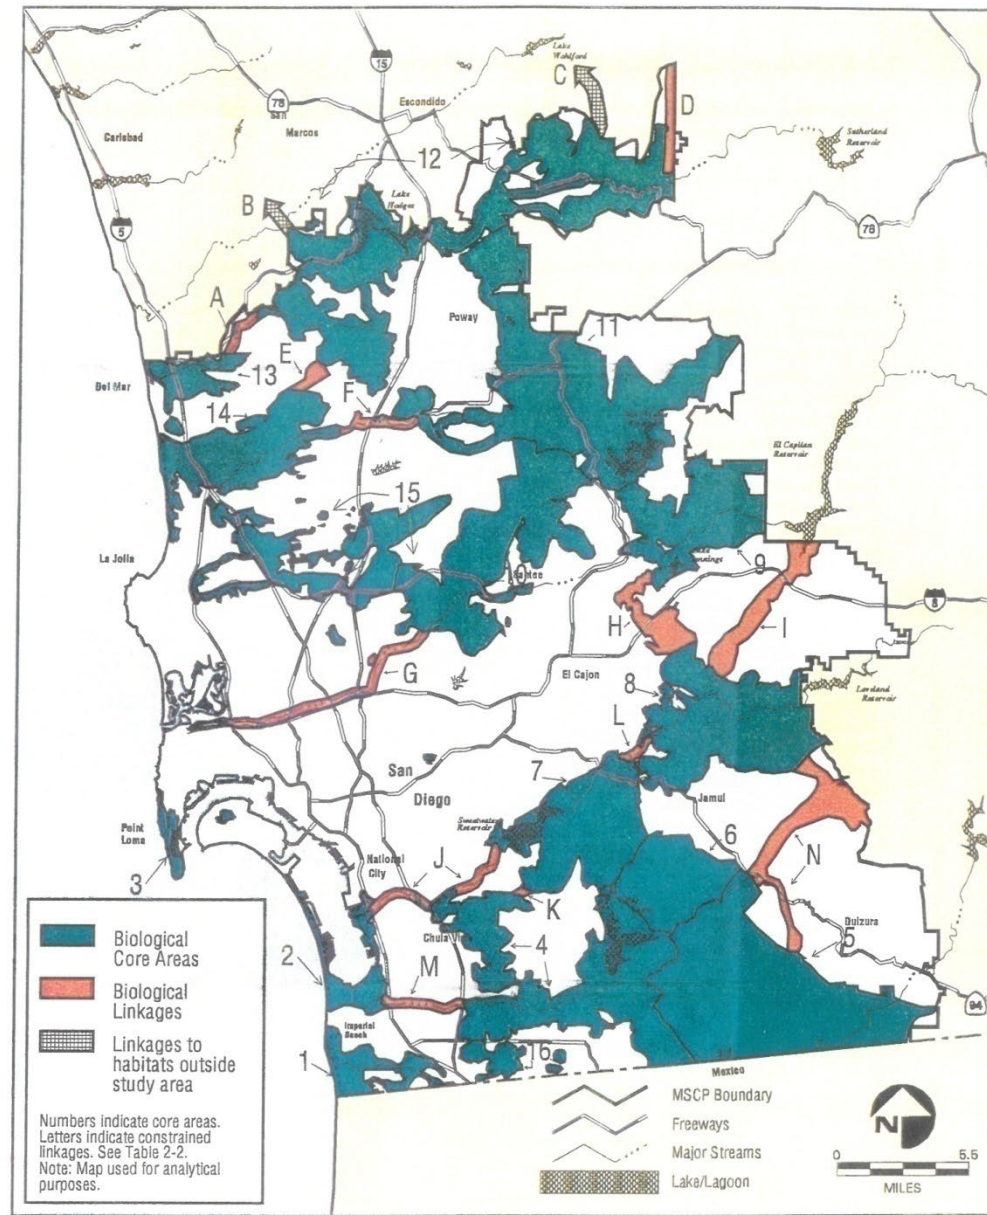 Lake
Wohlford
C
15
78
Escondido
San
Marcos
D
Carlsbad
12
Sutherland
Reservoir
B
Lake
Hodges
5
78
A
Poway
11
E
Del Mar
13
F
14
El Capitan
Reservoir
15
La Jolla
9
8
H
I
G
El Cajon
8
Loveland
Reservoir
L
San
Diego
7
Jamul
Sweetwater
Reservoir
6
Point
Loma
National
City
J
N
3
K
Dulzura
4
5
2
M
94
Imperial
Beach
16
1
Mexico
Biological
Core Areas
Biological
Linkages
Linkages to
habitats outside
study area
Numbers indicate core areas.
Letters indicate constrained
linkages. See Table 2-2.
Note: Map used for analytical
purposes.
MSCP Boundary
Freeways
Major Streams
Lake/Lagoon
N
0 5.5
MILES